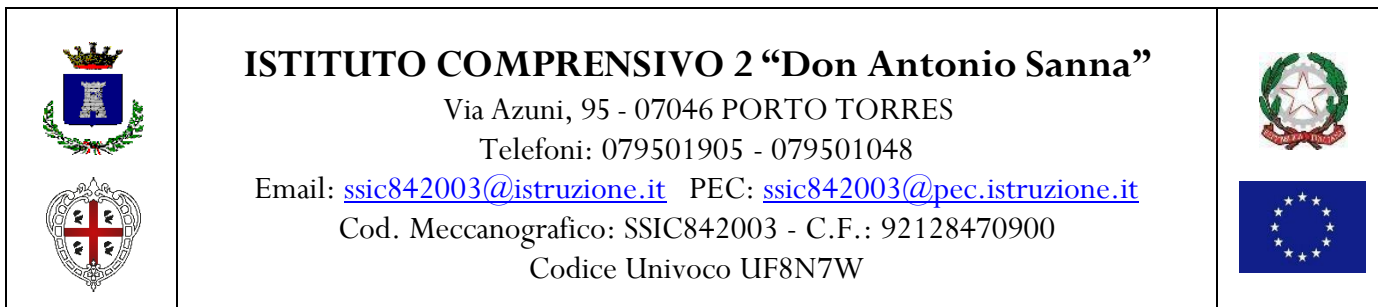 ISTITUTO COMPRENSIVO 2 “Don Antonio Sanna”
Via Azuni, 95 - 07046 PORTO TORRES
Telefoni: 079501905 - 079501048
Email: ssic842003@istruzione.it PEC: ssic842003@pec.istruzione.it
Cod. Meccanografico: SSIC842003 - C.F.: 92128470900
Codice Univoco UF8N7W